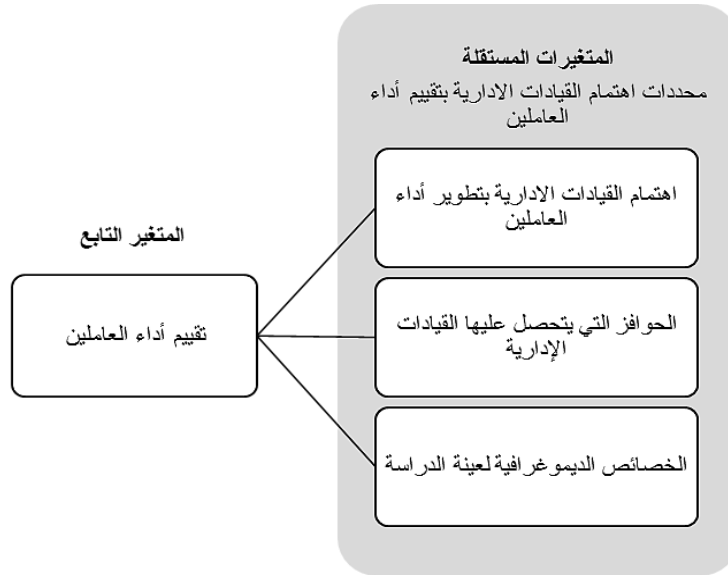 المتغيرات المستقلة
محددات اهتمام القيادات الادارية بتقييم أداء
العاملين
اهتمام القيادات الادارية بتطوير أداء
العاملين
الحوافز التي يتحصل عليها القيادات
الإدارية
الخصائص الديموغرافية لعينة الدراسة
المتغير التابع
تقييم أداء العاملين